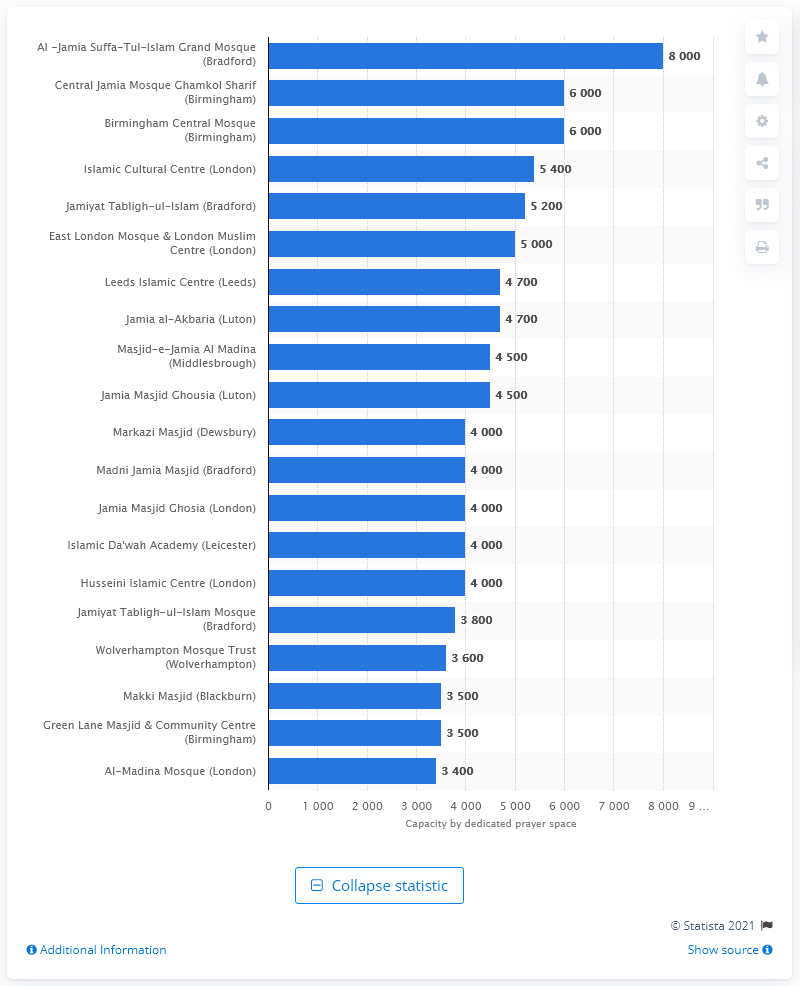 Al -Jamia Suffa-Tul-Islam Grand Mosque
(Bradford)
8 000
Central Jamia Mosque Ghamkol Sharif
(Birmingham)
6 000
Birmingham Central Mosque
(Birmingham)
6 000
Islamic Cultural Centre (London)
5 400
Jamiyat Tabligh-ul-Islam (Bradford)
5 200
East London Mosque & London Muslim
Centre (London)
5 000
Leeds Islamic Centre (Leeds)
4 700
Jamia al-Akbaria (Luton)
4 700
Masjid-e-Jamia Al Madina
(Middlesbrough)
4 500
Jamia Masjid Ghousia (Luton)
4 500
Markazi Masjid (Dewsbury)
4 000
Madni Jamia Masjid (Bradford)
4 000
Jamia Masjid Ghosia (London)
4 000
Islamic Da'wah Academy (Leicester)
4 000
Husseini Islamic Centre (London)
4 000
Jamiyat Tabligh-ul-Islam Mosque
(Bradford)
3 800
Wolverhampton Mosque Trust
(Wolverhampton)
3 600
Makki Masjid (Blackburn)
3 500
Green Lane Masjid & Community Centre
(Birmingham)
3 500
Al-Madina Mosque (London)
3 400
0 1 000 2 000 3 000 4 000 5 000 6 000 7 000 8 000 9 ...
Capacity by dedicated prayer space
Collapse statistic
© Statista 2021
Additional Information
Show source